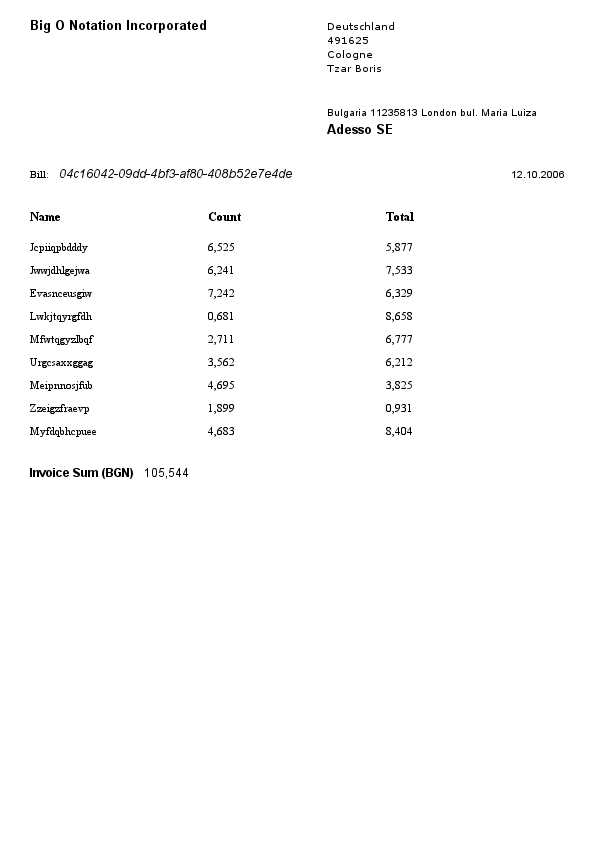 Big O Notation Incorporated
Deutschland
491625
Cologne
Tzar Boris
Bulgaria 11235813 London bul. Maria Luiza
Adesso SE
Bill: 04c16042-09dd-4bf3-af80-408b52e7e4de 12.10.2006
Name Count Total
Jcpiiqpbdddy 6,525 5,877
Jwwjdhlgejwa 6,241 7,533
Evasnceusgiw 7,242 6,329
Lwkjtqyrgfdh 0,681 8,658
Mfwtqgyzlbqf 2,711 6,777
Urgcsaxxggag 3,562 6,212
Meipnnosjfub 4,695 3,825
Zzeigzfraevp 1,899 0,931
Myfdqbhcpuee 4,683 8,404
Invoice Sum (BGN) 105,544